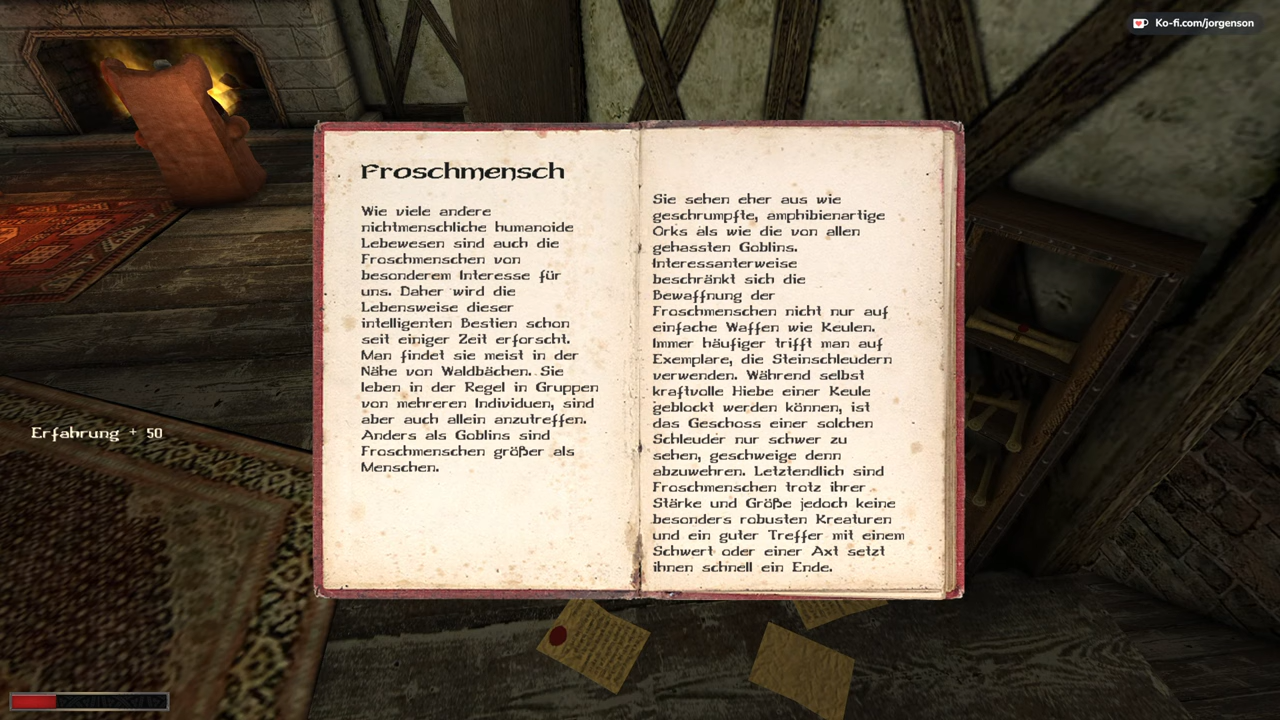 Ko-fi.com/jorgenson
Froschmensch
Wie viele andere
nichtmenschliche humanoide
Lebewesen sind auch die
Froschmenschen von
besonderem Interesse für
uns. Daher wird die
Lebensweise dieser
intelligenten Bestien schon
seit einiger Zeit erforscht.
Man findet sie meist in der
Nähe von Waldbächen. Sie
leben in der Regel in Gruppen
von mehreren Individuen, sind
aber auch allein anzutreffen.
Anders als Goblins sind
Froschmenschen größer als
Menschen.
Sie sehen eher aus wie
geschrumpfte, amphibienartige
Orks als wie die von allen
gehassten Goblins.
Interessanterweise
beschränkt sich die
Bewaffnung der
Froschmenschen nicht nur auf
einfache Waffen wie Keulen.
Immer häufiger trifft man auf
Exemplare, die Steinschleudern
verwenden. Während selbst
kraftvolle Hiebe einer Keule
geblockt werden können, ist
das Geschoss einer solchen
Schleuder nur schwer zu
sehen, geschweige denn
abzuwehren. Letztendlich sind
Froschmenschen trotz ihrer
Stärke und Größe jedoch keine
besonders robusten Kreaturen
und ein guter Treffer mit einem
Schwert oder einer Axt setzt
ihnen schnell ein Ende.
Erfahrung + 50